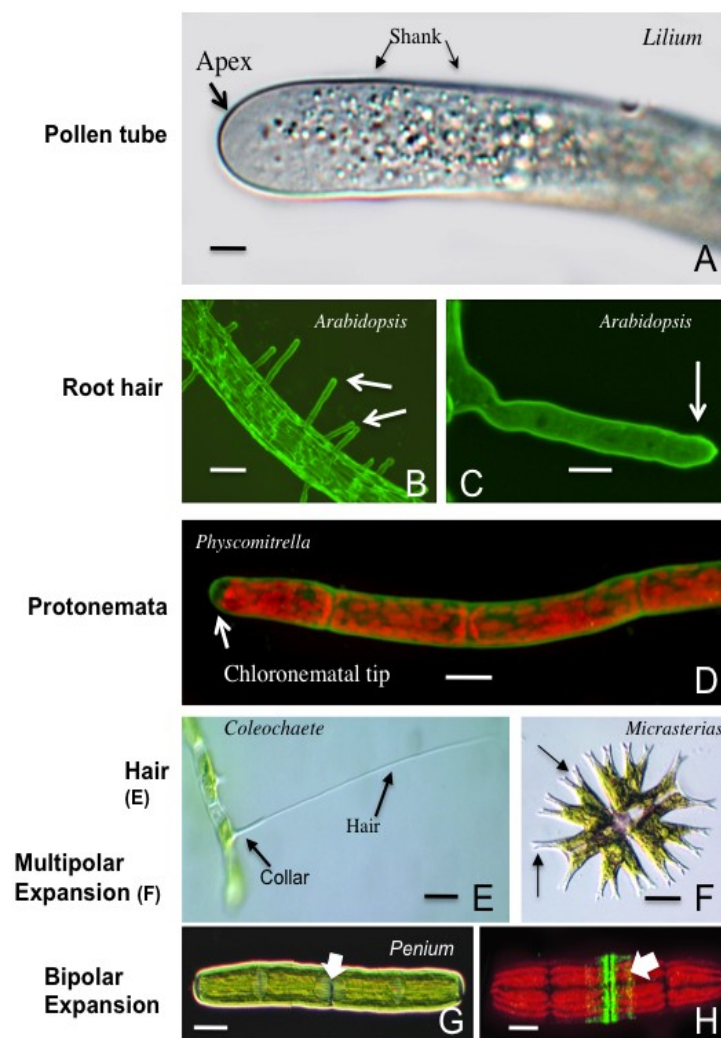 Shank
Lilium
Apex
Pollen tube
A
Arabidopsis
Arabidopsis
Root hair
B
C
Physcomitrella
Protonemata
Chloronematal tip
D
Coleochaete
Micrasterias
Hair
(E)
Hair
Multipolar
Expansion (F)
Collar
E
F
Penium
Bipolar
Expansion
G
H